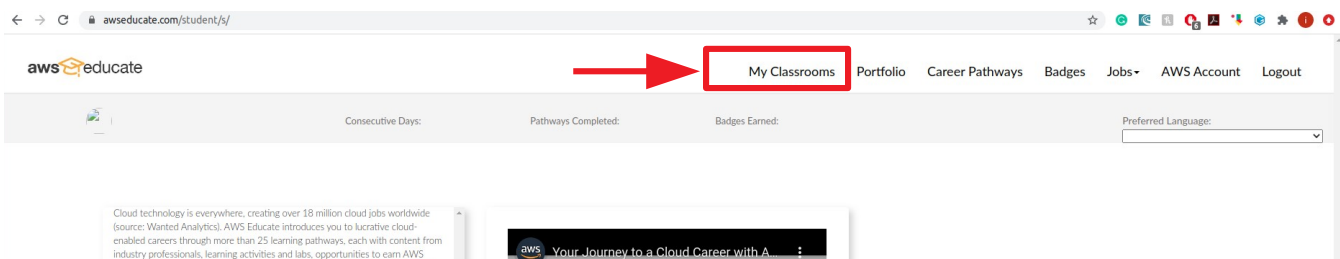 awseducate.com/student/s/
6
aws educate
My Classrooms Portfolio Career Pathways Badges Jobs AWS Account Logout
Consecutive Days: Pathways Completed: Badges Earned: Preferred Language:
Cloud technology is everywhere, creating over 18 million cloud jobs worldwide
(source: Wanted Analytics). AWS Educate introduces you to lucrative cloud-
enabled careers through more than 25 learning pathways, each with content from
industry professionals, learning activities and labs, opportunities to earn AWS
aws Your Journey to a Cloud Career with A...